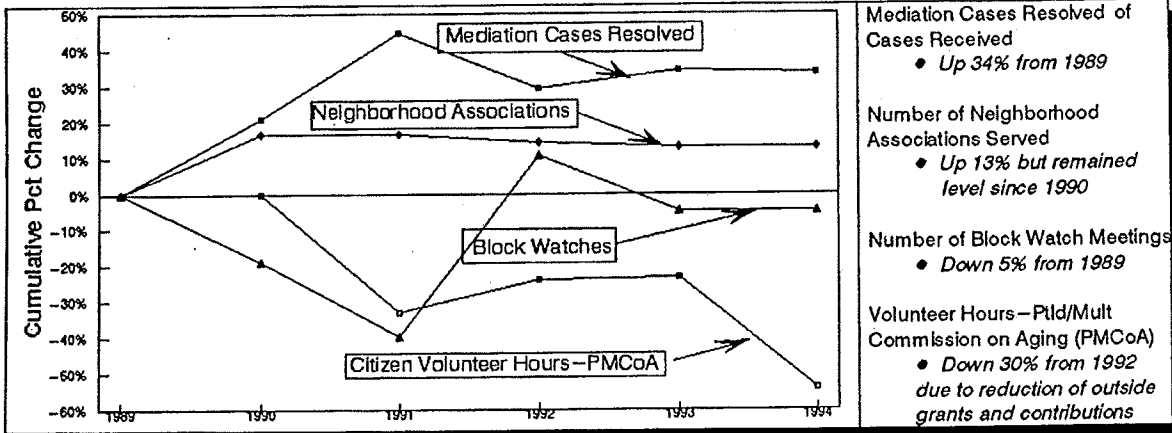 60%
50%
40%
30%
20%
10%
0%
-10%
-20%
-30%
-40%
-50%
-60%
Cumulative Pct Change
Mediation Cases Resolved
Neighborhood Associations
Block Watches
Citizen Volunteer Hours–PMCoA
1989
1990
1991
1992
1993
1994
Mediation Cases Resolved of
Cases Received
● Up 34% from 1989
Number of Neighborhood
Associations Served
● Up 13% but remained
level since 1990
Number of Block Watch Meetings
● Down 5% from 1989
Volunteer Hours–Ptld/Mult
Commission on Aging (PMCoA)
● Down 30% from 1992
due to reduction of outside
grants and contributions